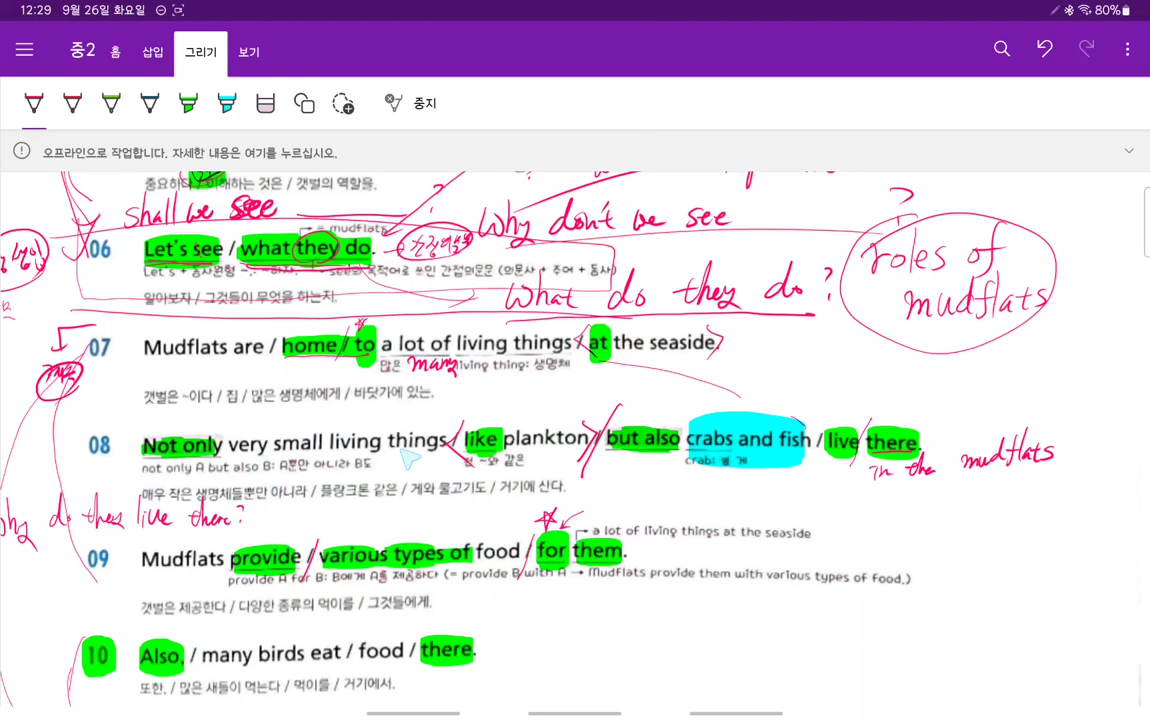 12:29 9월 26일 화요일
80%
중2 홈 삽입 그리기 보기
중지
오프라인으로 작업합니다. 자세한 내용은 여기를 누르십시오.
중요하다 / 이해하는 것은 / 갯벌의 역할을.
shall we see
Why don't we see
?
roles of
mudflats
= mudflats
06 Let's see / what they do.
간접의문문
Let's + 동사원형 ~: ~하자. see의 목적어로 쓰인 간접의문문 (의문사 + 주어 + 동사)
알아보자 / 그것들이 무엇을 하는지.
What do they do ?
07 Mudflats are / home / to a lot of living things / at the seaside.
많은 many living thing: 생명체
갯벌은 ~이다 / 집 / 많은 생명체에게 / 바닷가에 있는.
08 Not only very small living things / like plankton / but also crabs and fish / live / there.
in the mudflats
not only A but also B: A뿐만 아니라 B도
전 ~와 같은
crab: 명 게
매우 작은 생명체들뿐만 아니라 / 플랑크톤 같은 / 게와 물고기도 / 거기에 산다.
do they live there?
a lot of living things at the seaside
09 Mudflats provide / various types of food / for them.
provide A for B: B에게 A를 제공하다 (= provide B with A → Mudflats provide them with various types of food.)
갯벌은 제공한다 / 다양한 종류의 먹이를 / 그것들에게.
10 Also, / many birds eat / food / there.
또한, / 많은 새들이 먹는다 / 먹이를 / 거기에서.